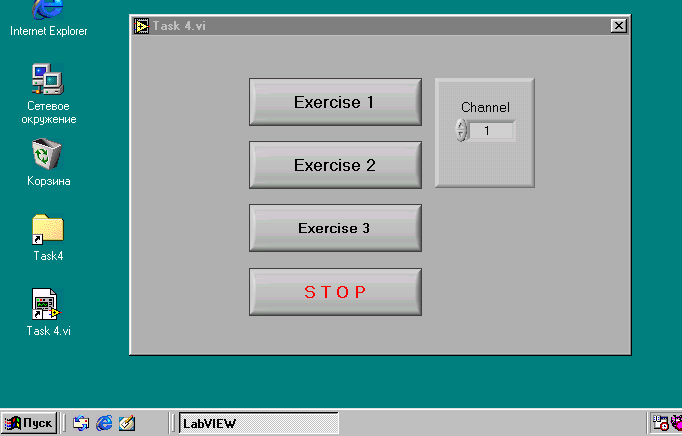 Internet Explorer
Сетевое
окружение
Корзина
Task4
Task 4.vi
Task 4.vi
Exercise 1
Exercise 2
Exercise 3
S T O P
Channel
1
Пуск
LabVIEW